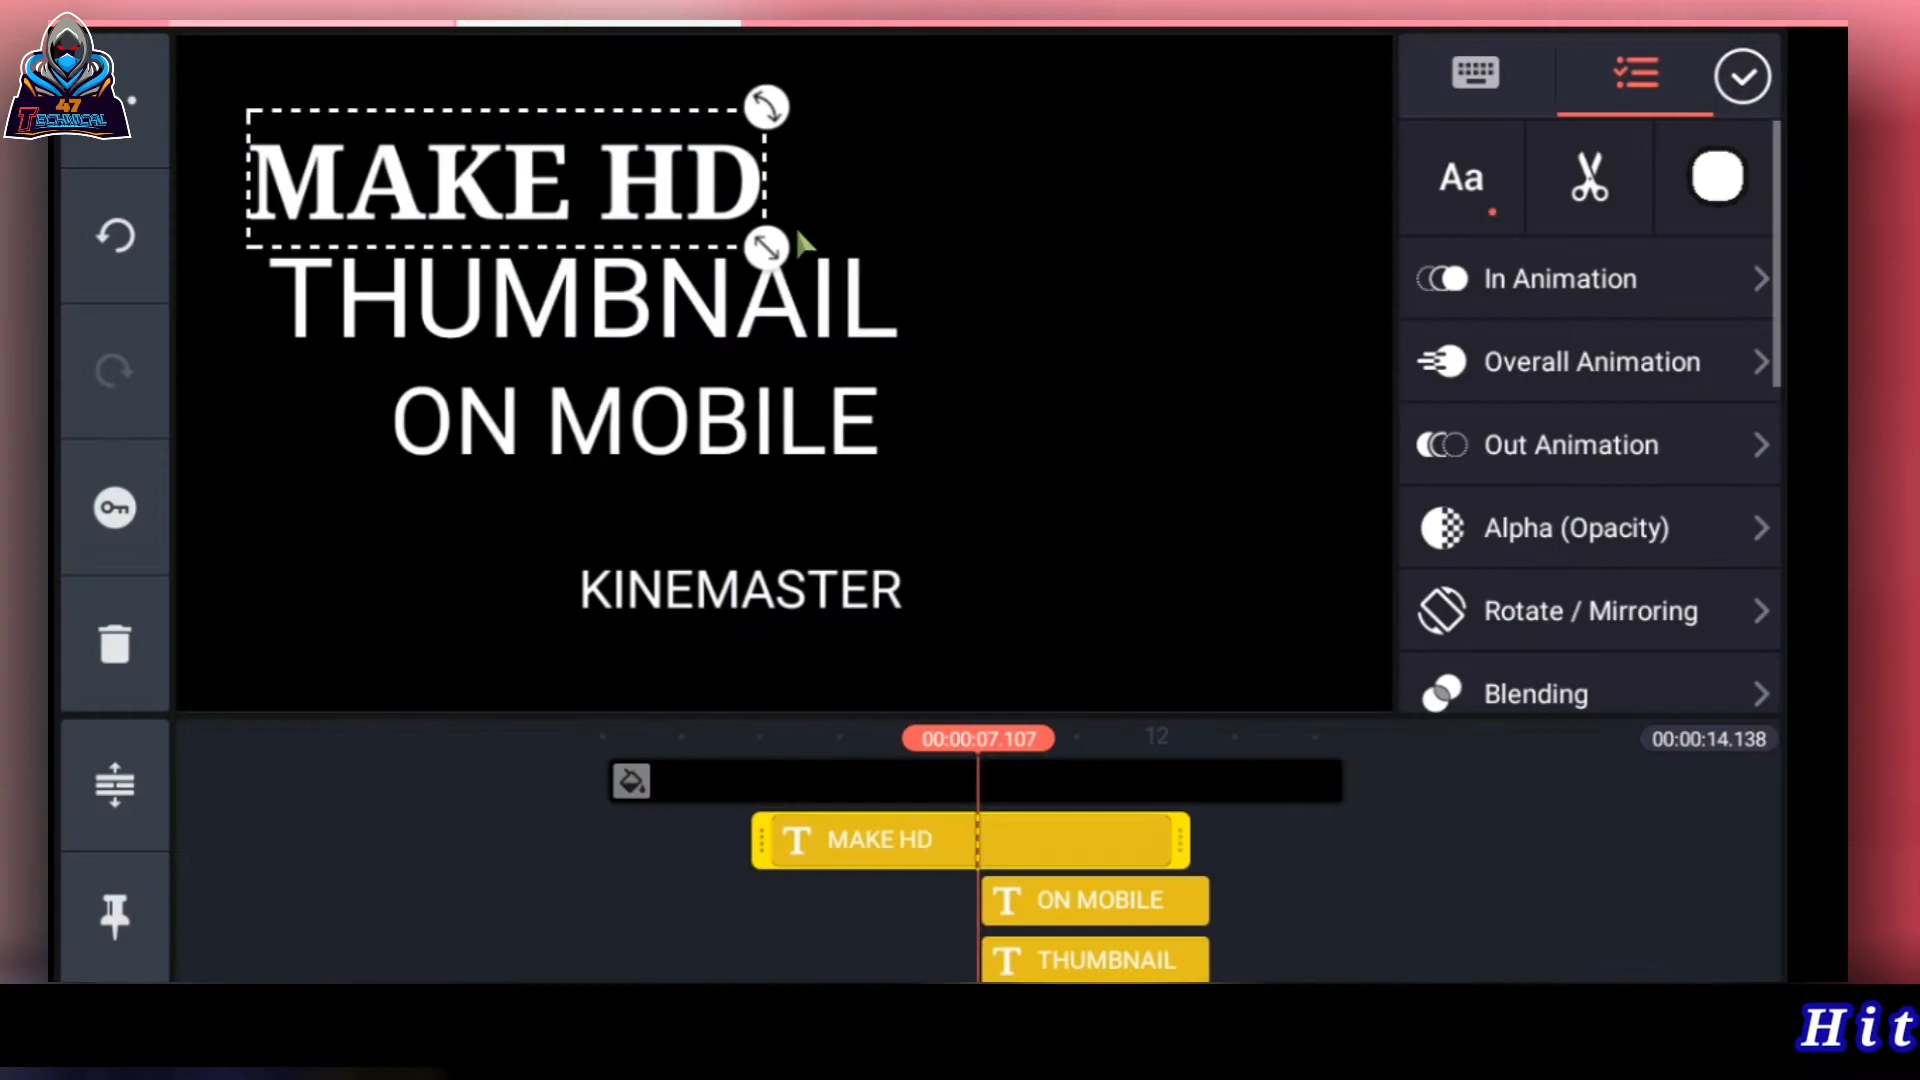 47
TECHNICAL
MAKE HD
THUMBNAIL
ON MOBILE
KINEMASTER
Aa
In Animation
Overall Animation
Out Animation
Alpha (Opacity)
Rotate / Mirroring
Blending
00:00:07.107
12
00:00:14.138
T MAKE HD
T ON MOBILE
T THUMBNAIL
Hit